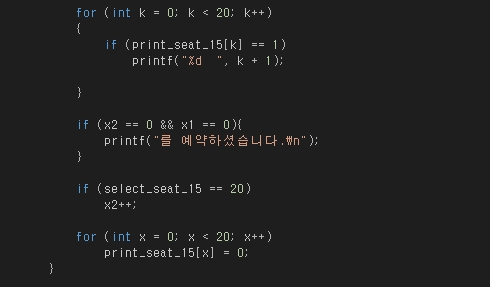 for (int k = 0; k < 20; k++)
{
if (print_seat_15[k] == 1)
printf("%d  ", k + 1);
}
if (x2 == 0 && x1 == 0){
printf("를 예약하셨습니다.₩n");
}
if (select_seat_15 == 20)
x2++;
for (int x = 0; x < 20; x++)
print_seat_15[x] = 0;
}